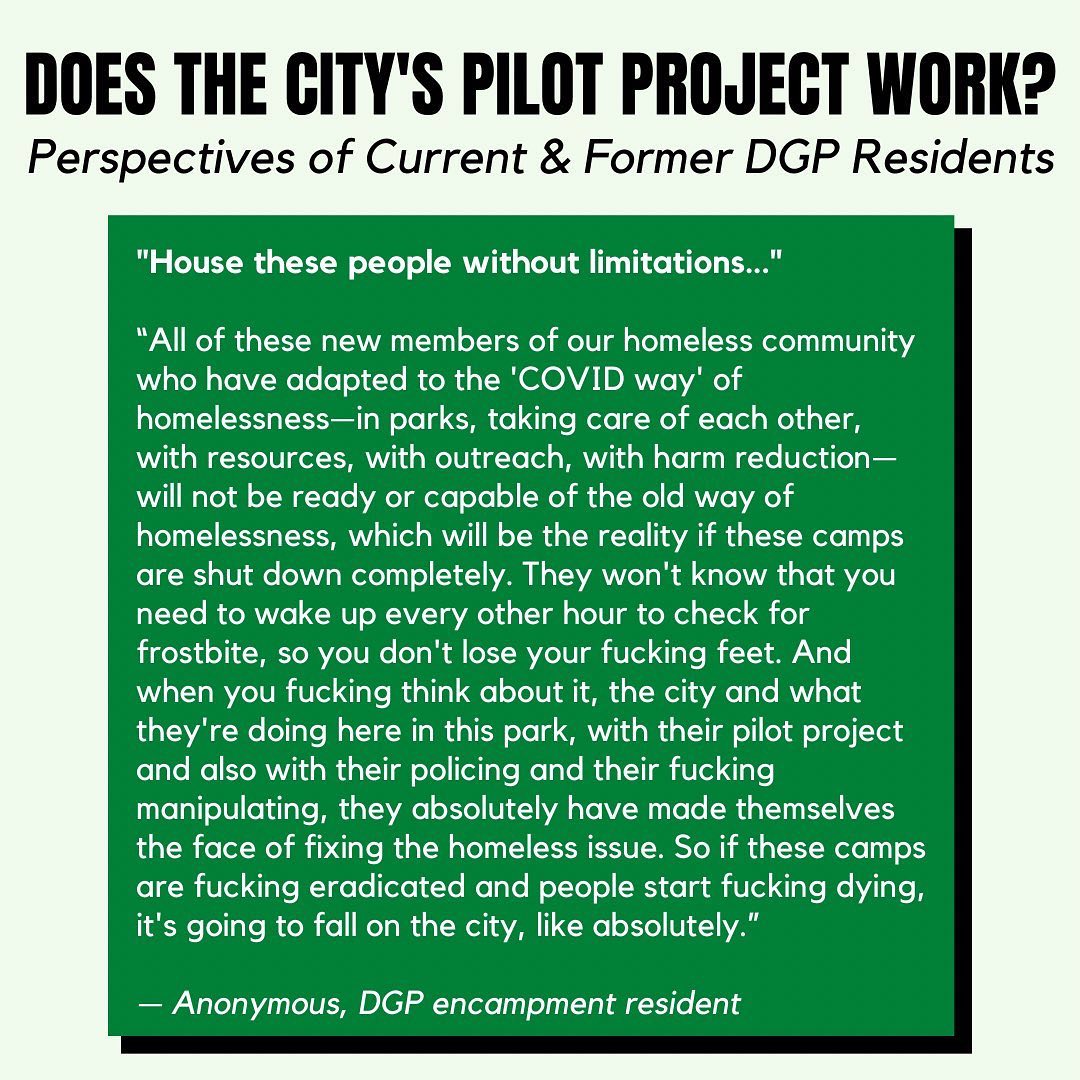 DOES THE CITY'S PILOT PROJECT WORK?
Perspectives of Current & Former DGP Residents
"House these people without limitations..."
“All of these new members of our homeless community
who have adapted to the 'COVID way' of
homelessness—in parks, taking care of each other,
with resources, with outreach, with harm reduction—
will not be ready or capable of the old way of
homelessness, which will be the reality if these camps
are shut down completely. They won't know that you
need to wake up every other hour to check for
frostbite, so you don't lose your fucking feet. And
when you fucking think about it, the city and what
they're doing here in this park, with their pilot project
and also with their policing and their fucking
manipulating, they absolutely have made themselves
the face of fixing the homeless issue. So if these camps
are fucking eradicated and people start fucking dying,
it's going to fall on the city, like absolutely.”
— Anonymous, DGP encampment resident